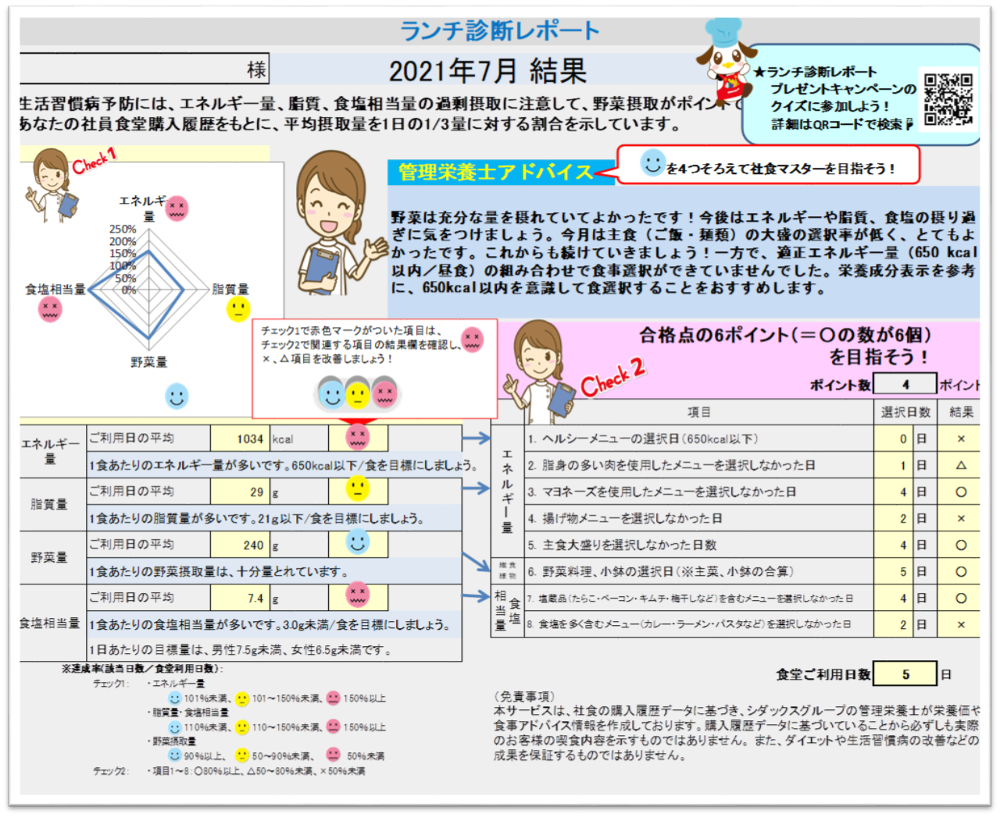 ランチ診断レポート
様
2021年7月 結果
★ランチ診断レポート
プレゼントキャンペーンの
クイズに参加しよう！
詳細はQRコードで検索
生活習慣病予防には、エネルギー量、脂質、食塩相当量の過剰摂取に注意して、野菜摂取がポイントで
あなたの社員食堂購入履歴をもとに、平均摂取量を1日の1/3量に対する割合を示しています。
Check1
エネルギー量
250%
200%
150%
100%
50%
0%
食塩相当量
脂質量
野菜量
管理栄養士アドバイス
を4つそろえて社食マスターを目指そう！
野菜は充分な量を摂れていてよかったです！今後はエネルギーや脂質、食塩の摂り過
ぎに気をつけましょう。今月は主食（ご飯・麺類）の大盛の選択率が低く、とてもよ
かったです。これからも続けていきましょう！一方で、適正エネルギー量（650 kcal
以内／昼食）の組み合わせで食事選択ができていませんでした。栄養成分表示を参考
に、650kcal以内を意識して食選択することをおすすめします。
チェック1で赤色マークがついた項目は、
チェック2で関連する項目の結果欄を確認し、
×、△項目を改善しましょう！
Check 2
合格点の6ポイント(＝〇の数が6個)
を目指そう！
ポイント数 4 ポイント
エネルギー量 ご利用日の平均 1034 kcal
1食あたりのエネルギー量が多いです。650kcal以下/食を目標にしましょう。
脂質量 ご利用日の平均 29 g
1食あたりの脂質量が多いです。21g以下/食を目標にしましょう。
野菜量 ご利用日の平均 240 g
1食あたりの野菜摂取量は、十分量とれています。
食塩相当量 ご利用日の平均 7.4 g
1食あたりの食塩相当量が多いです。3.0g未満/食を目標にしましょう。
1日あたりの目標量は、男性7.5g未満、女性6.5g未満です。
項目 選択日数 結果
エネルギー量
1. ヘルシーメニューの選択日(650kcal以下) 0 日 ×
2. 脂身の多い肉を使用したメニューを選択しなかった日 1 日 △
3. マヨネーズを使用したメニューを選択しなかった日 4 日 〇
4. 揚げ物メニューを選択しなかった日 2 日 ×
5. 主食大盛りを選択しなかった日数 4 日 〇
6. 野菜料理、小鉢の選択日(※主菜、小鉢の合算) 5 日 〇
食塩相当量
7. 塩蔵品(たらこ・ベーコン・キムチ・梅干しなど)を含むメニューを選択しなかった日 4 日 〇
8. 食塩を多く含むメニュー(カレー・ラーメン・パスタなど)を選択しなかった日 2 日 ×
※達成率(該当日数／食堂利用日数)：
チェック1： ・エネルギー量
101%未満、 101～150%未満、 150%以上
・脂質量・食塩相当量
110%未満、 110～150%未満、 150%以上
・野菜摂取量
90%以上、 50～90%未満、 50%未満
チェック2： ・項目1～8：〇80%以上、△50～80%未満、×50%未満
食堂ご利用日数 5 日
（免責事項）
本サービスは、社食の購入履歴データに基づき、シダックスグループの管理栄養士が栄養価や
食事アドバイス情報を作成しております。購入履歴データに基づいていることから必ずしも実際
のお客様の喫食内容を示すものではありません。また、ダイエットや生活習慣病の改善などの
成果を保証するものではありません。